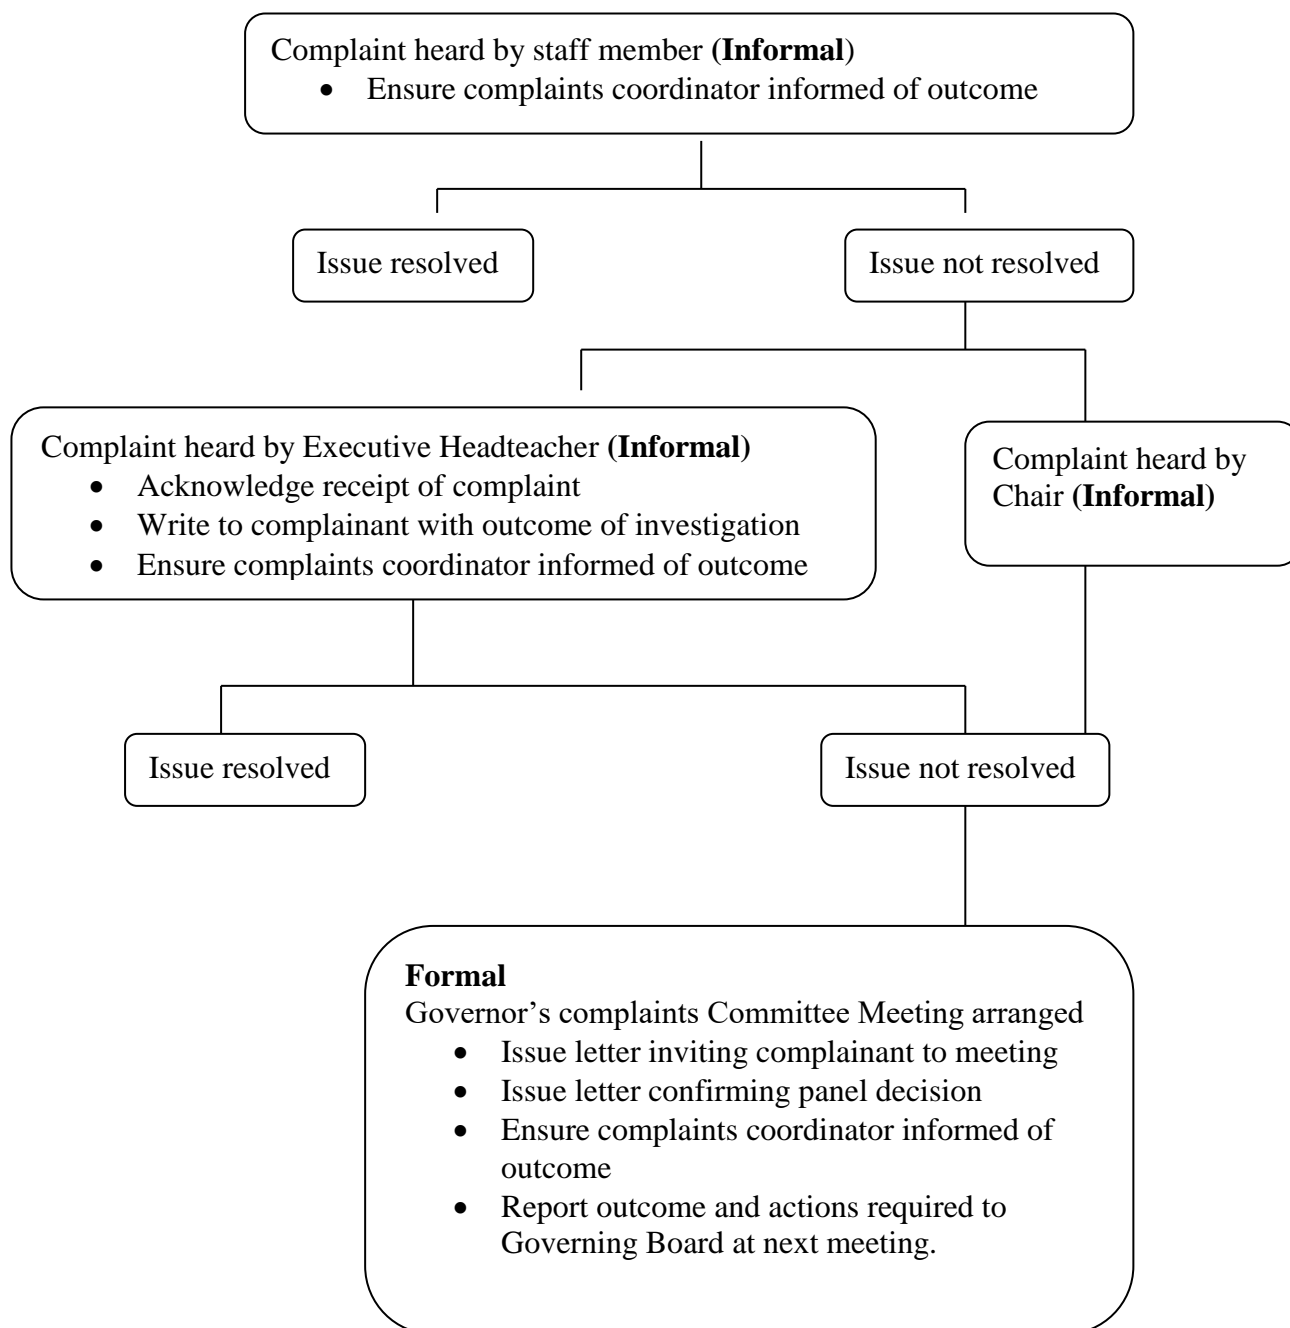 Complaint heard by staff member (Informal)
• Ensure complaints coordinator informed of outcome
Issue resolved
Issue not resolved
Complaint heard by Executive Headteacher (Informal)
• Acknowledge receipt of complaint
• Write to complainant with outcome of investigation
• Ensure complaints coordinator informed of outcome
Complaint heard by
Chair (Informal)
Issue resolved
Issue not resolved
Formal
Governor’s complaints Committee Meeting arranged
• Issue letter inviting complainant to meeting
• Issue letter confirming panel decision
• Ensure complaints coordinator informed of
outcome
• Report outcome and actions required to
Governing Board at next meeting.